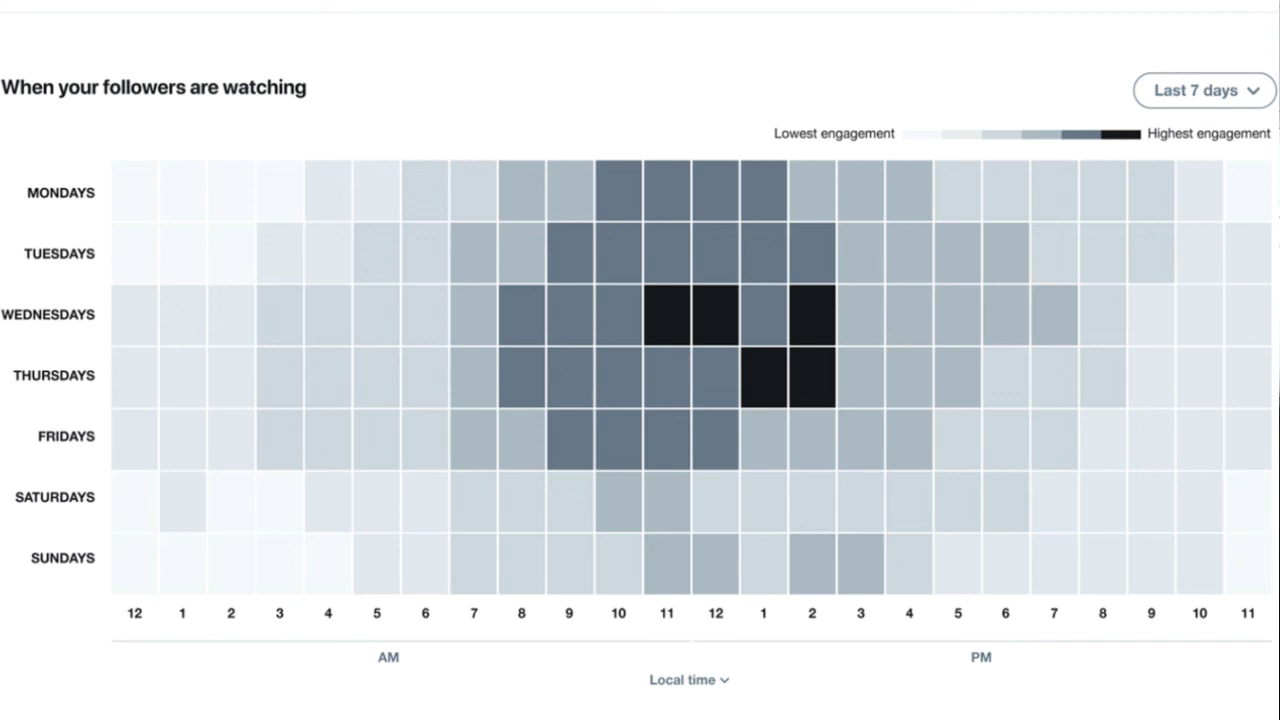 When your followers are watching
Last 7 days
Lowest engagement Highest engagement
MONDAYS
TUESDAYS
WEDNESDAYS
THURSDAYS
FRIDAYS
SATURDAYS
SUNDAYS
12 1 2 3 4 5 6 7 8 9 10 11 12 1 2 3 4 5 6 7 8 9 10 11
AM PM
Local time